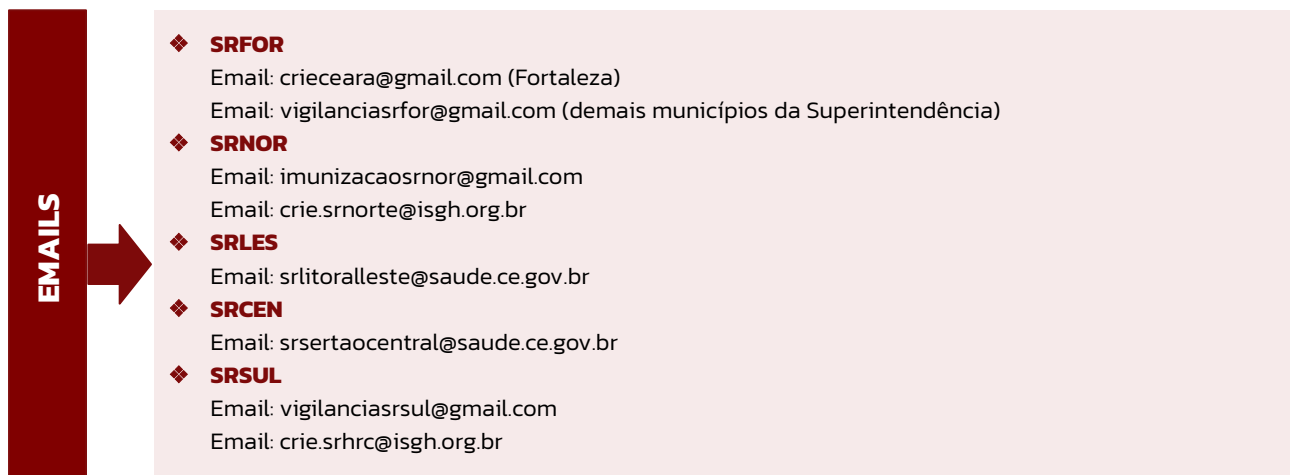 EMAILS
❖ SRFOR
Email: crieceara@gmail.com (Fortaleza)
Email: vigilanciasrfor@gmail.com (demais municípios da Superintendência)
❖ SRNOR
Email: imunizacaosrnor@gmail.com
Email: crie.srnorte@isgh.org.br
❖ SRLES
Email: srlitoralleste@saude.ce.gov.br
❖ SRCEN
Email: srsertaocentral@saude.ce.gov.br
❖ SRSUL
Email: vigilanciasrsul@gmail.com
Email: crie.srhrc@isgh.org.br